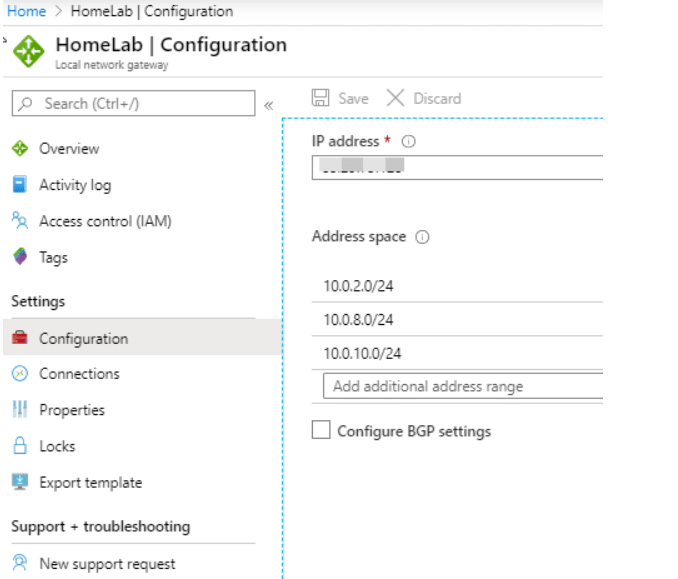 Home > HomeLab | Configuration
HomeLab | Configuration
Local network gateway
Search (Ctrl+/)
«
Overview
Activity log
Access control (IAM)
Tags
Settings
Configuration
Connections
Properties
Locks
Export template
Support + troubleshooting
New support request
Save
Discard
IP address *
Address space
10.0.2.0/24
10.0.8.0/24
10.0.10.0/24
Add additional address range
Configure BGP settings